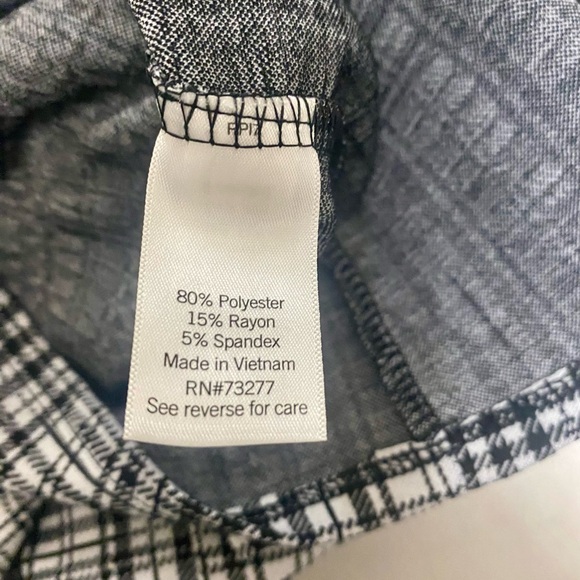 80% Polyester
15% Rayon
5% Spandex
Made in Vietnam
RN#73277
See reverse for care